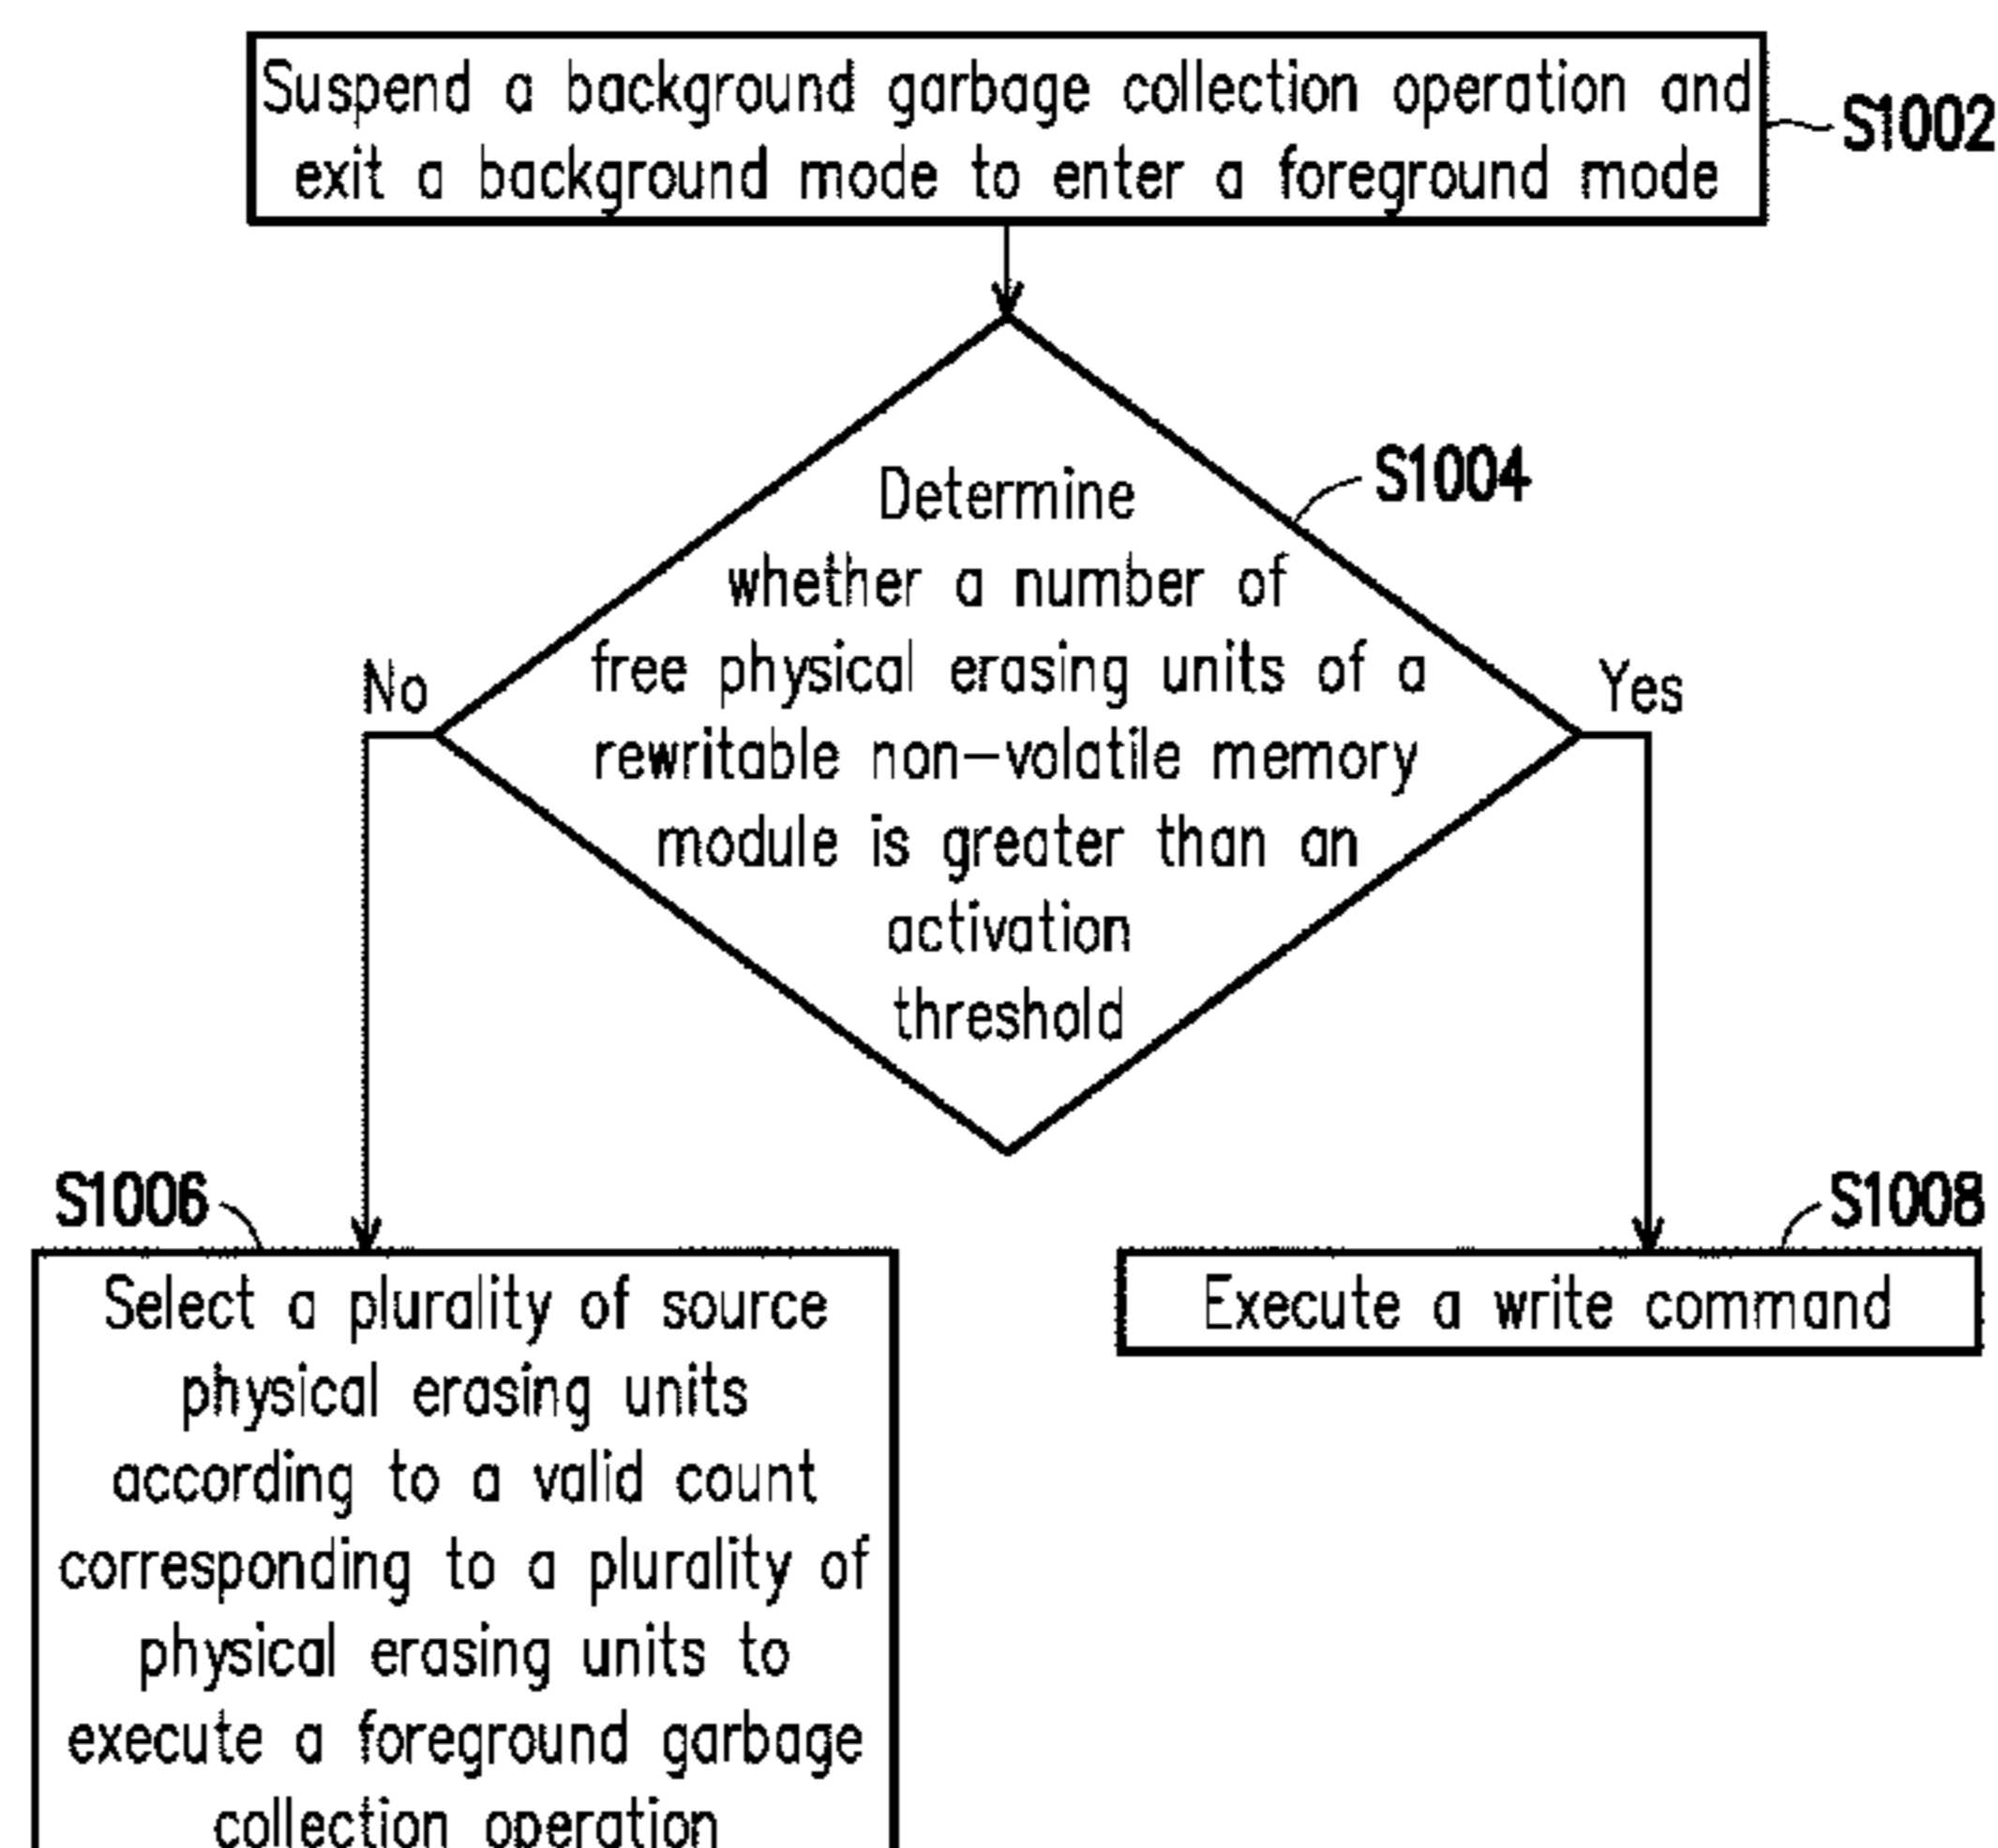 Suspend a background garbage collection operation and
exit a background mode to enter a foreground mode
S1002
S1004
Determine
whether a number of
free physical erasing units of a
rewritable non-volatile memory
module is greater than an
activation
threshold
No
Yes
S1006
Select a plurality of source
physical erasing units
according to a valid count
corresponding to a plurality of
physical erasing units to
execute a foreground garbage
collection operation
S1008
Execute a write command